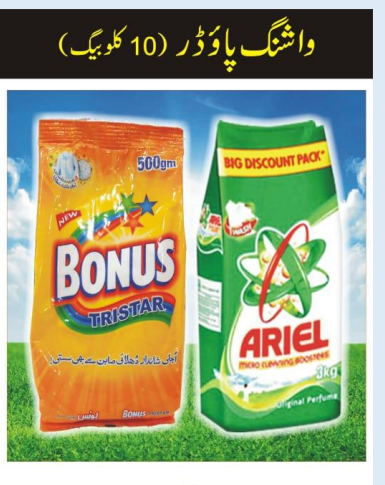 واشنگ پاؤڈر (10 کلو بیگ)
500gm
NEW
BONUS
TRISTAR
BONUS
BIG DISCOUNT PACK*
WASH
ARIEL
MICRO CLEANING BOOSTERS
3kg
Original Perfume